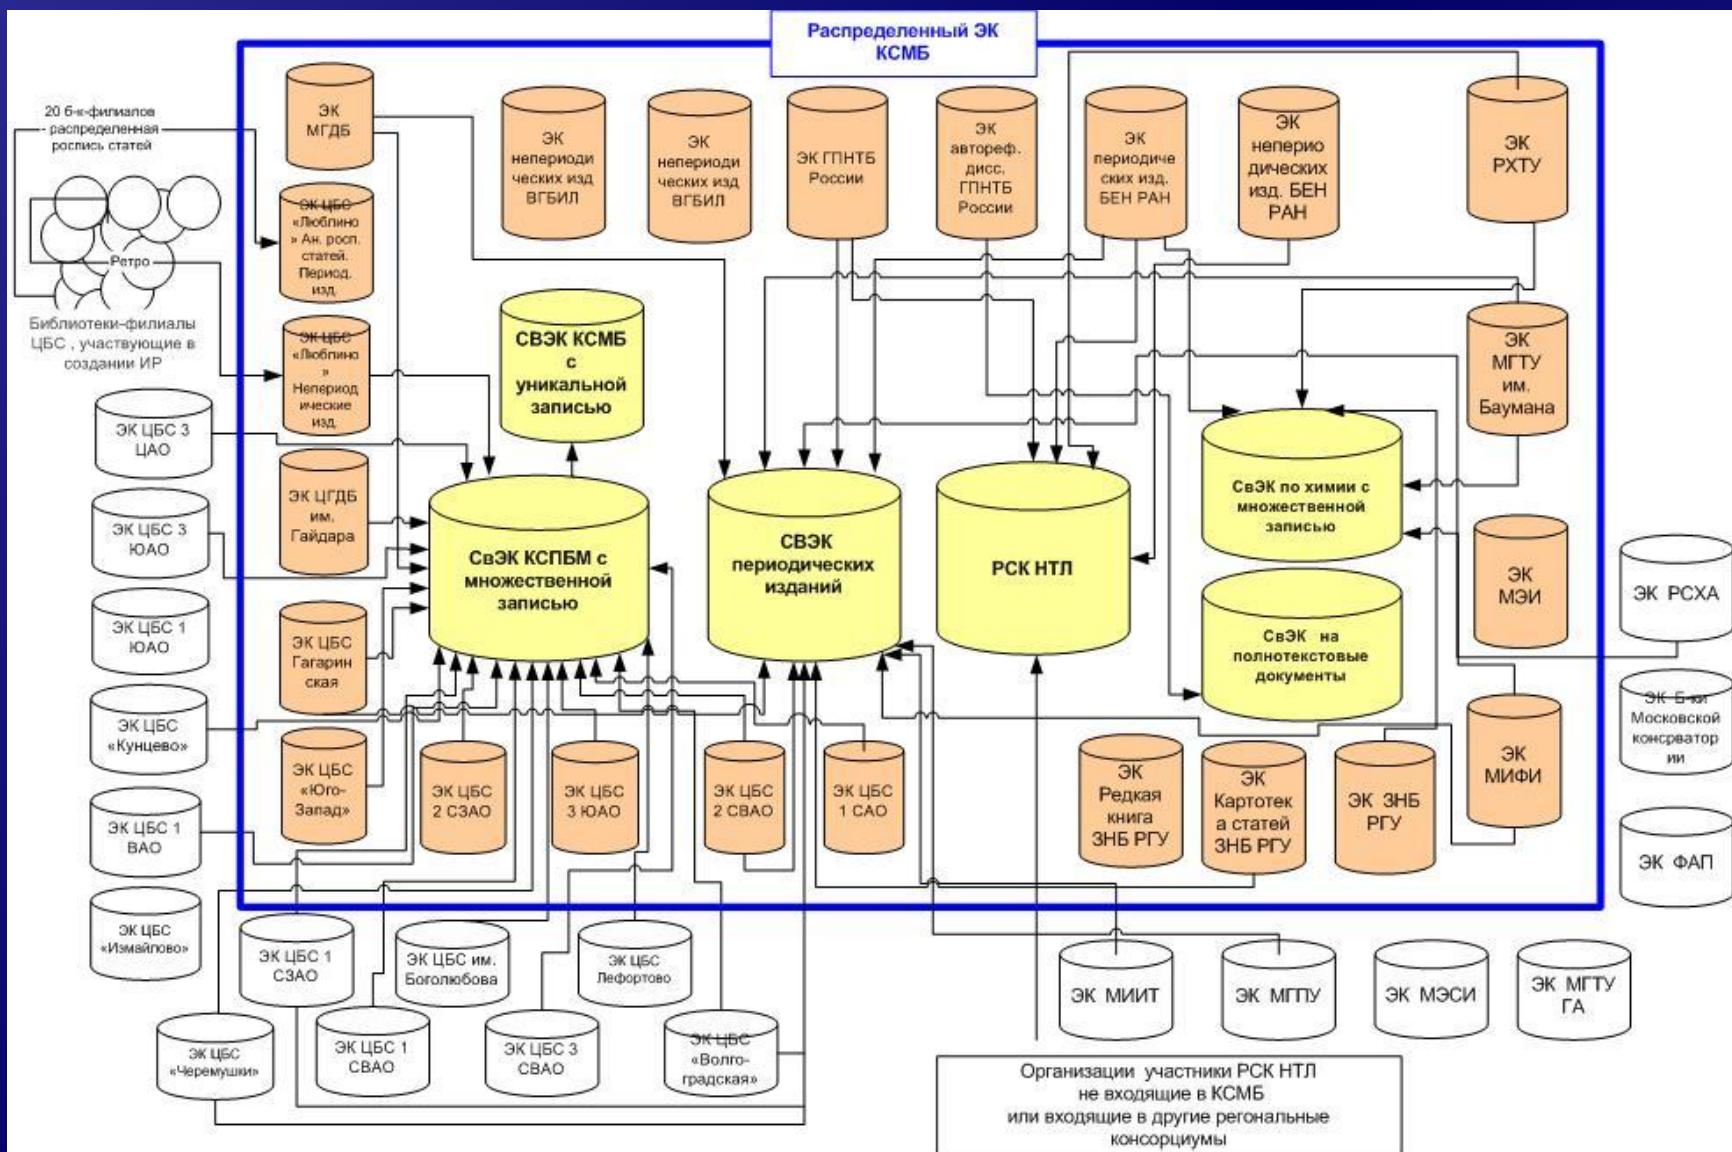 Распределенный ЭК
КСМБ
20 б-к-филиалов
распределенная
роспись статей
Ретро
Библиотеки-филиалы
ЦБС , участвующие в
создании ИР
ЭК
МГДБ
ЭК
непериоди
ческих изд
ВГБИЛ
ЭК
непериоди
ческих изд
ВГБИЛ
ЭК ГПНТБ
России
ЭК
автореф.
дисс.
ГПНТБ
России
ЭК
периодиче
ских изд.
БЕН РАН
ЭК
неперио
дических
изд. БЕН
РАН
ЭК
РХТУ
ЭК ЦБС
«Люблино
» Ан. росп.
статей.
Период.
изд.
ЭК ЦБС
«Люблино
»
Непериод
ические
изд.
СВЭК КСМБ
с
уникальной
записью
ЭК
МГТУ
им.
Баумана
ЭК ЦБС 3
ЦАО
ЭК ЦГДБ
им.
Гайдара
СвЭК КСПБМ с
множественной
записью
СВЭК
периодических
изданий
РСК НТЛ
СвЭК по химии с
множественной
записью
ЭК ЦБС 3
ЮАО
ЭК
МЭИ
ЭК РСХА
ЭК ЦБС 1
ЮАО
ЭК ЦБС
Гагарин
ская
СвЭК на
полнотекстовые
документы
ЭК ЦБС
«Кунцево»
ЭК Б-ки
Московской
консрватор
ии
ЭК ЦБС
«Юго-
Запад»
ЭК ЦБС
2 СЗАО
ЭК ЦБС
3 ЮАО
ЭК ЦБС
2 СВАО
ЭК ЦБС
1 САО
ЭК
Редкая
книга
ЗНБ РГУ
ЭК
Картотек
а статей
ЗНБ РГУ
ЭК ЗНБ
РГУ
ЭК
МИФИ
ЭК ЦБС 1
ВАО
ЭК ФАП
ЭК ЦБС
«Измайлово»
ЭК ЦБС 1
СЗАО
ЭК ЦБС им.
Боголюбова
ЭК ЦБС
Лефортово
ЭК МИИТ
ЭК МГПУ
ЭК МЭСИ
ЭК МГТУ
ГА
ЭК ЦБС
«Черемушки»
ЭК ЦБС 1
СВАО
ЭК ЦБС 3
СВАО
ЭК ЦБС
«Волго-
градская»
Организации участники РСК НТЛ
не входящие в КСМБ
или входящие в другие регональные
консорциумы